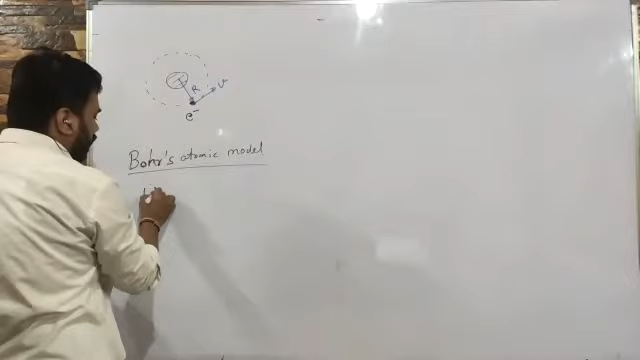 R
v
e⁻
Bohr's atomic model